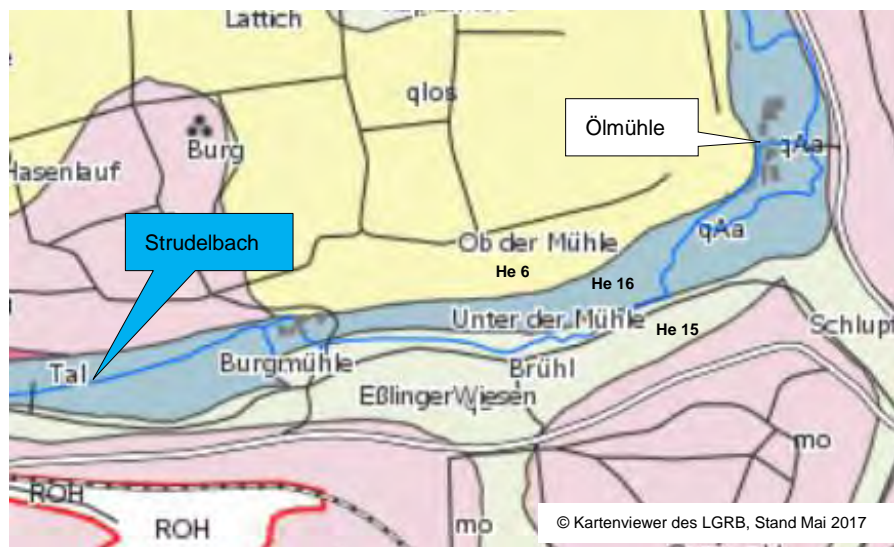 Lattich
qlos
Ölmühle
Burg
qAa
Hasenlauf
Strudelbach
qAa
Ob der Mühle
He 6
He 16
Unter der Mühle
He 15
Schlupf
Tal
Burgmühle
Brühl
Eßlinger Wiesen
mo
ROH
ROH
mo
© Kartenviewer des LGRB, Stand Mai 2017